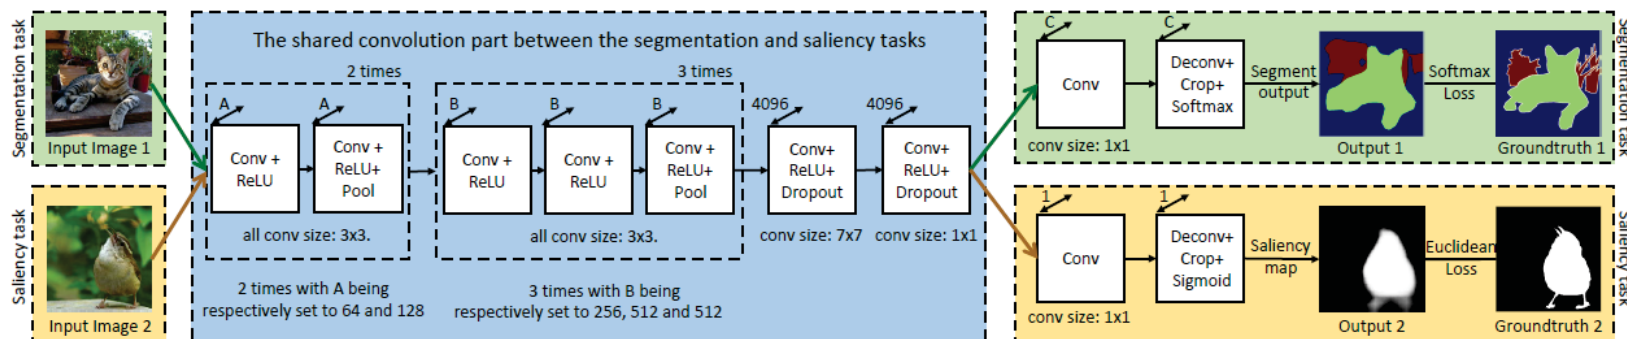 Segmentation task
Input Image 1
Saliency task
Input Image 2
The shared convolution part between the segmentation and saliency tasks
2 times
A
A
Conv +
ReLU
Conv +
ReLU+
Pool
all conv size: 3x3.
2 times with A being
respectively set to 64 and 128
3 times
B
B
B
Conv +
ReLU
Conv +
ReLU
Conv +
ReLU+
Pool
all conv size: 3x3.
3 times with B being
respectively set to 256, 512 and 512
4096
Conv+
ReLU+
Dropout
conv size: 7x7
4096
Conv+
ReLU+
Dropout
conv size: 1x1
C
Conv
conv size: 1x1
C
Deconv+
Crop+
Softmax
Segment
output
Output 1
Softmax
Loss
Groundtruth 1
Segmentation task
1
Conv
conv size: 1x1
1
Deconv+
Crop+
Sigmoid
Saliency
map
Output 2
Euclidean
Loss
Groundtruth 2
Saliency task